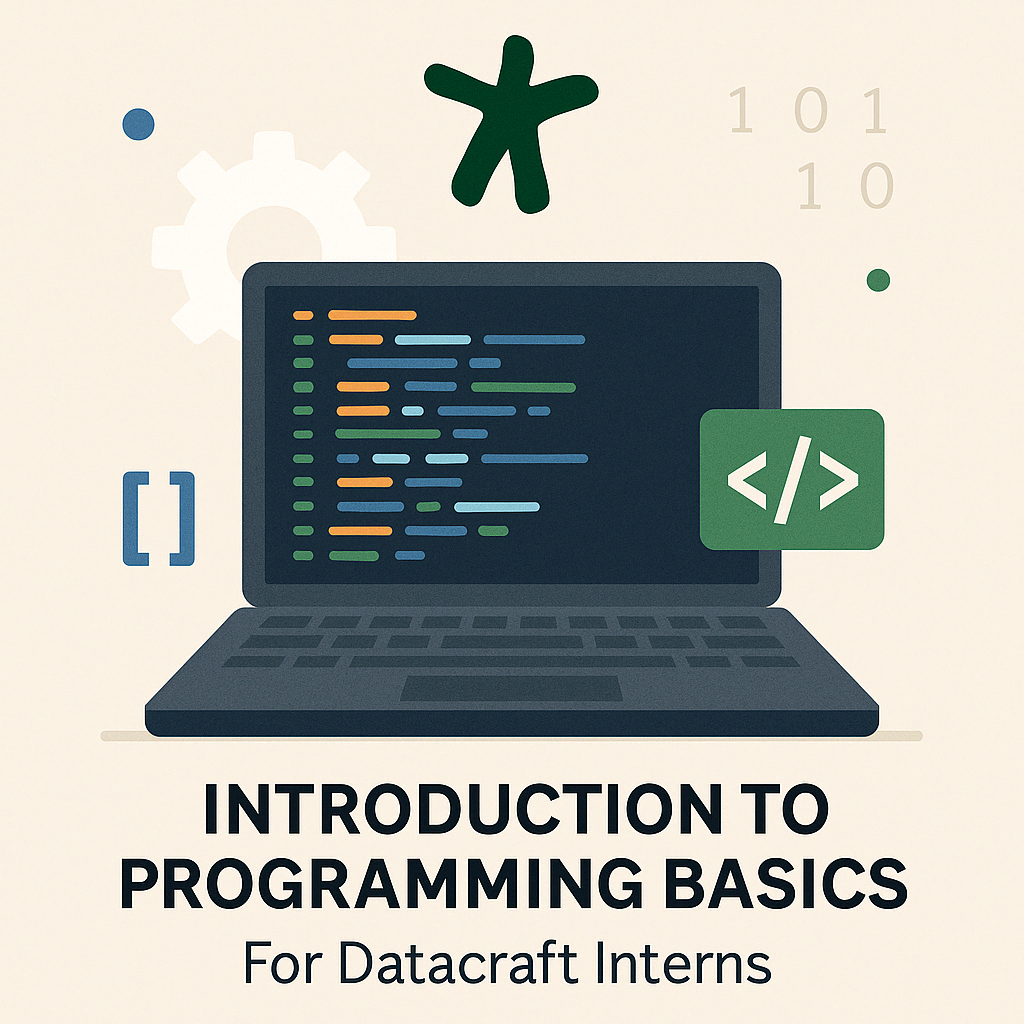 1 0 1
1 0
[ ]
</>
INTRODUCTION TO
PROGRAMMING BASICS
For Datacraft Interns